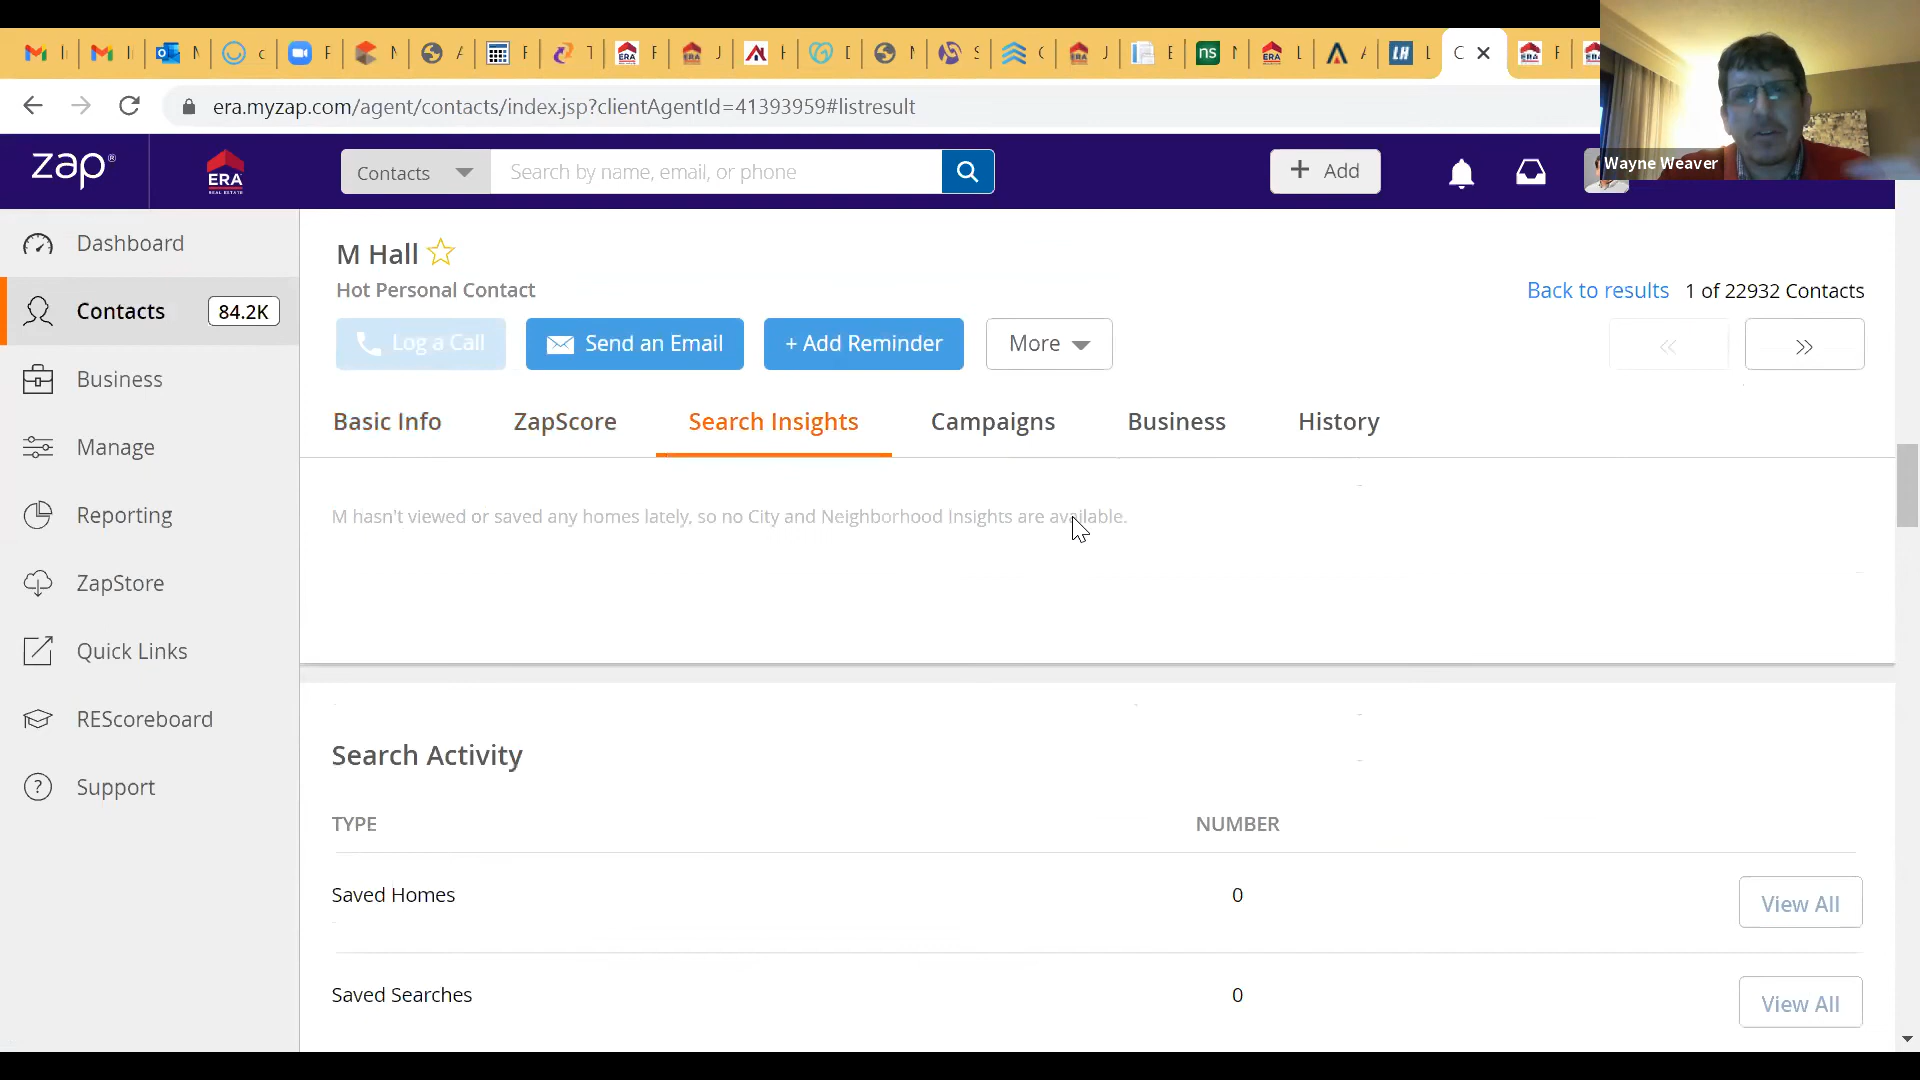 era.myzap.com/agent/contacts/index.jsp?clientAgentId=41393959#listresult
Wayne Weaver
zap®
ERA
REAL ESTATE
Contacts
Search by name, email, or phone
+ Add
Dashboard
Contacts 84.2K
Business
Manage
Reporting
ZapStore
Quick Links
REScoreboard
Support
M Hall
Hot Personal Contact
Back to results 1 of 22932 Contacts
Log a Call Send an Email + Add Reminder More
Basic Info ZapScore Search Insights Campaigns Business History
M hasn't viewed or saved any homes lately, so no City and Neighborhood Insights are available.
Search Activity
TYPE NUMBER
Saved Homes 0 View All
Saved Searches 0 View All